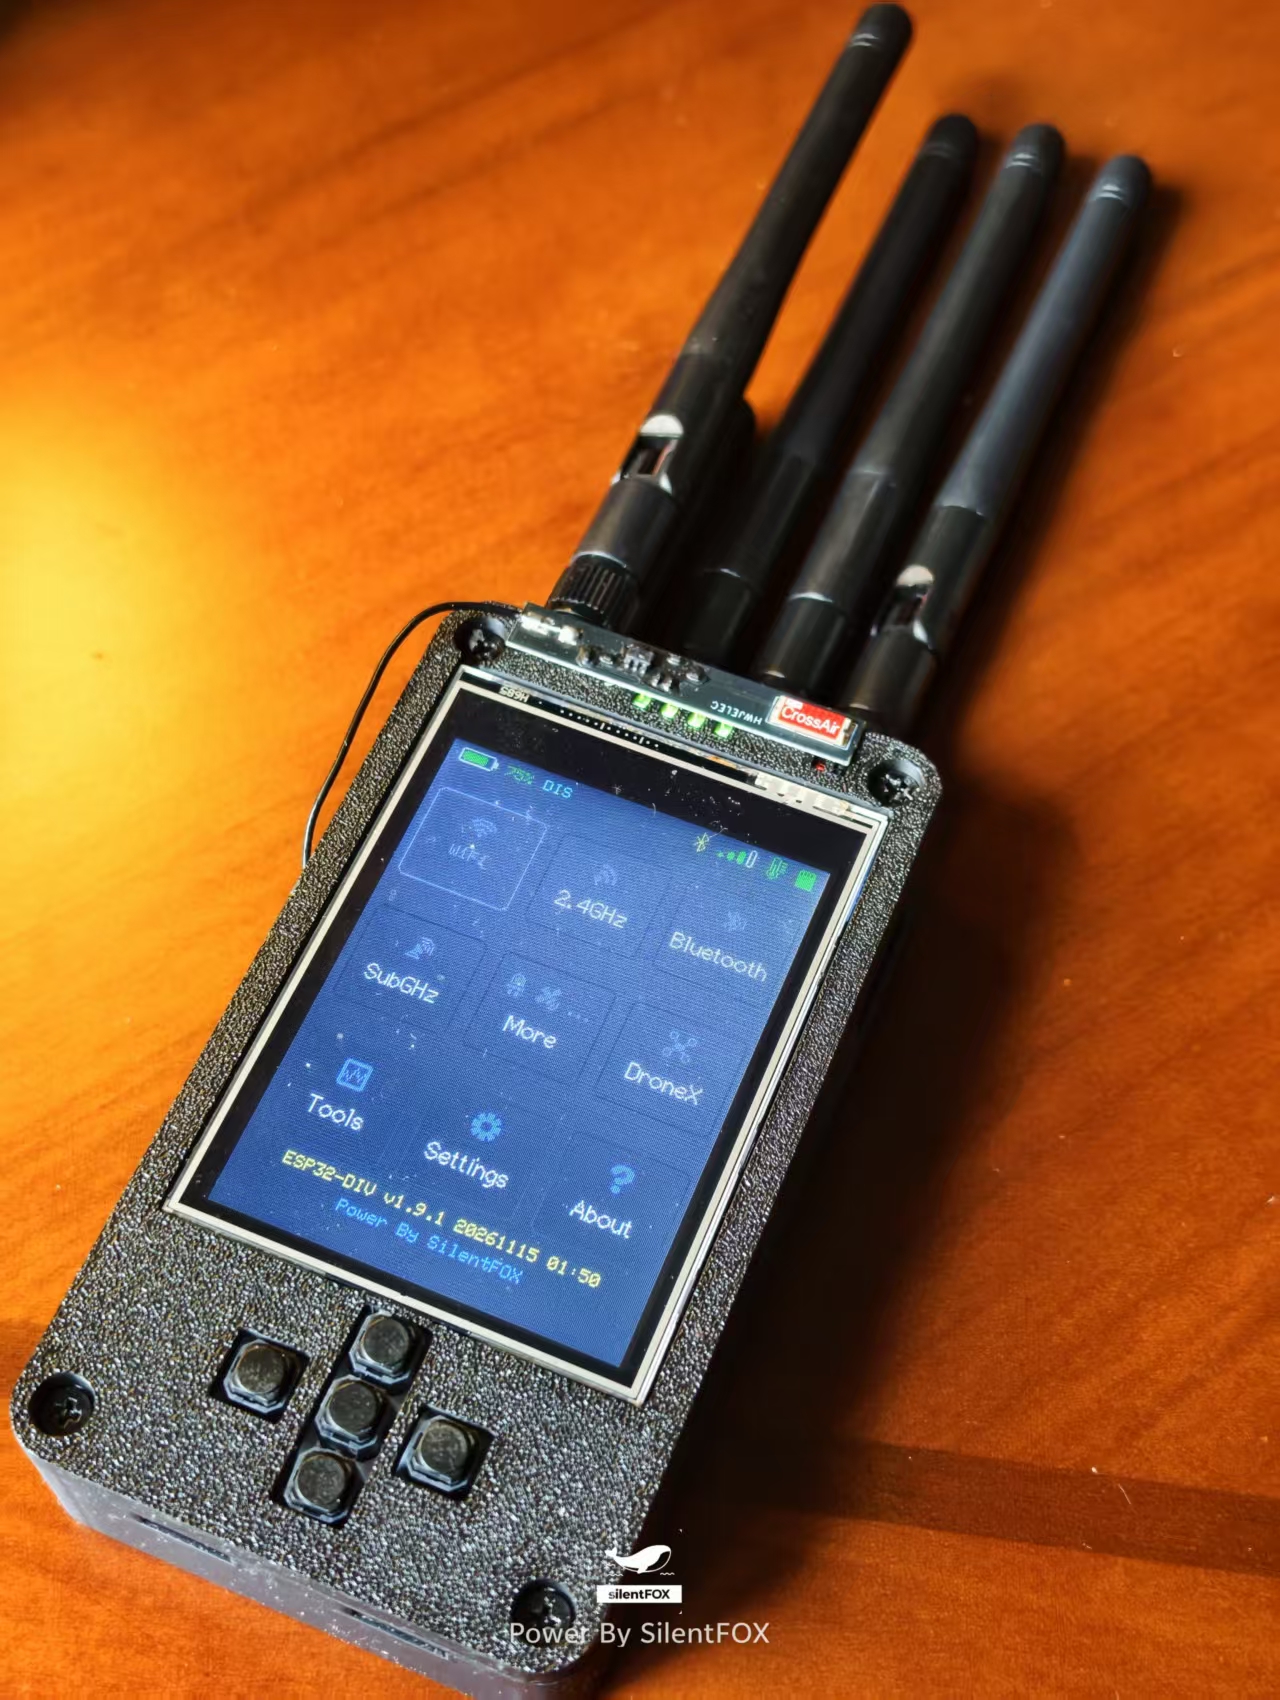 HWJELEC
CrossAir
H685
75% DIS
WiFi
2.4GHz
Bluetooth
SubGHz
More
DroneX
Tools
Settings
About
ESP32-DIV v1.9.1 20261115 01:50
Power By SilentFOX
silentFOX
Power By SilentFOX